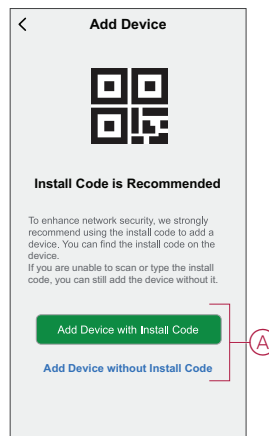 Add Device
Install Code is Recommended
To enhance network security, we strongly
recommend using the install code to add a
device. You can find the install code on the
device.
If you are unable to scan or type the install
code, you can still add the device without it.
Add Device with Install Code
A
Add Device without Install Code